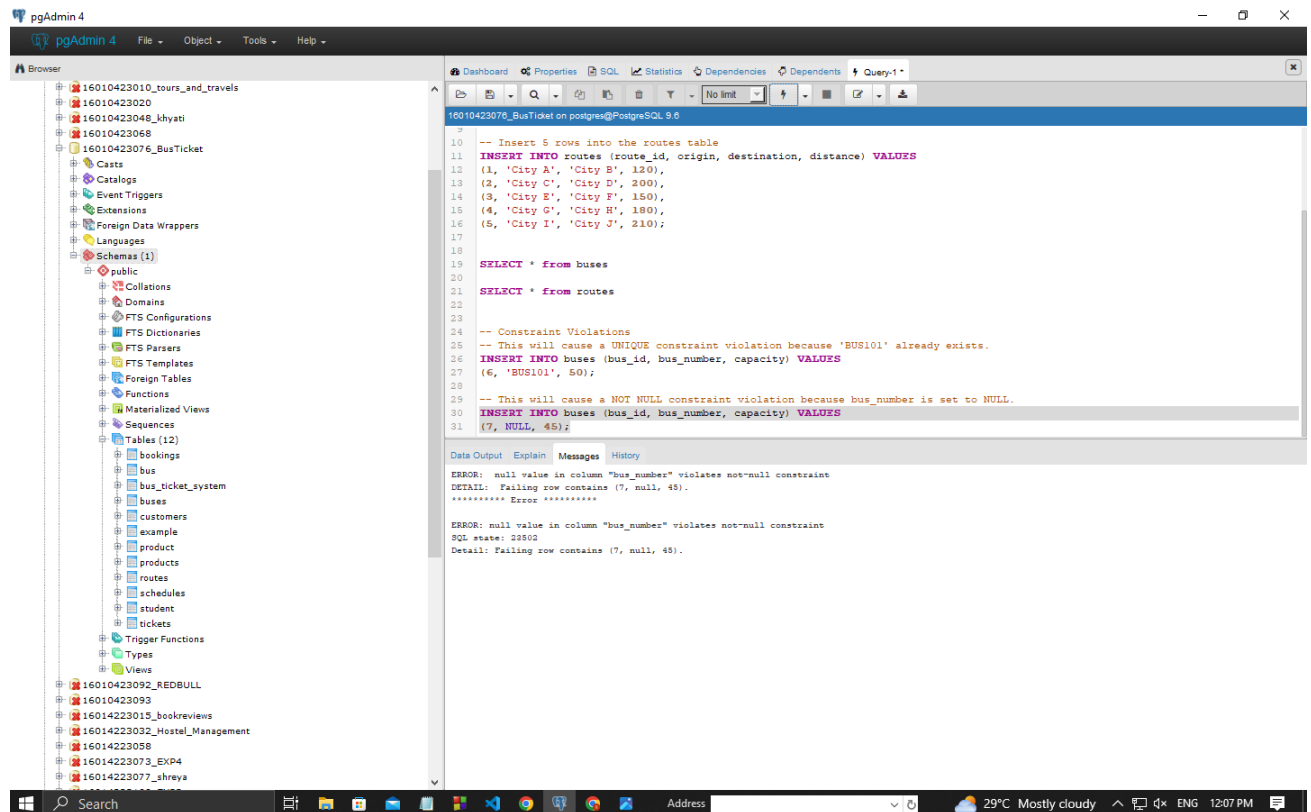 pgAdmin 4
pgAdmin 4 File Object Tools Help
Browser
16010423010_tours_and_travels
16010423020
16010423048_khyati
16010423068
16010423076_BusTicket
Casts
Catalogs
Event Triggers
Extensions
Foreign Data Wrappers
Languages
Schemas (1)
public
Collations
Domains
FTS Configurations
FTS Dictionaries
FTS Parsers
FTS Templates
Foreign Tables
Functions
Materialized Views
Sequences
Tables (12)
bookings
bus
bus_ticket_system
buses
customers
example
product
products
routes
schedules
student
tickets
Trigger Functions
Types
Views
16010423092_REDBULL
16010423093
16014223015_bookreviews
16014223032_Hostel_Management
16014223058
16014223073_EXP4
16014223077_shreya
Dashboard Properties SQL Statistics Dependencies Dependents Query-1 *
No limit
16010423076_BusTicket on postgres@PostgreSQL 9.6
9
10 -- Insert 5 rows into the routes table
11 INSERT INTO routes (route_id, origin, destination, distance) VALUES
12 (1, 'City A', 'City B', 120),
13 (2, 'City C', 'City D', 200),
14 (3, 'City E', 'City F', 150),
15 (4, 'City G', 'City H', 180),
16 (5, 'City I', 'City J', 210);
17
18
19 SELECT * from buses
20
21 SELECT * from routes
22
23
24 -- Constraint Violations
25 -- This will cause a UNIQUE constraint violation because 'BUS101' already exists.
26 INSERT INTO buses (bus_id, bus_number, capacity) VALUES
27 (6, 'BUS101', 50);
28
29 -- This will cause a NOT NULL constraint violation because bus_number is set to NULL.
30 INSERT INTO buses (bus_id, bus_number, capacity) VALUES
31 (7, NULL, 45);
Data Output Explain Messages History
ERROR: null value in column "bus_number" violates not-null constraint
DETAIL: Failing row contains (7, null, 45).
********** Error **********
ERROR: null value in column "bus_number" violates not-null constraint
SQL state: 23502
Detail: Failing row contains (7, null, 45).
Search Address 29°C Mostly cloudy ENG 12:07 PM